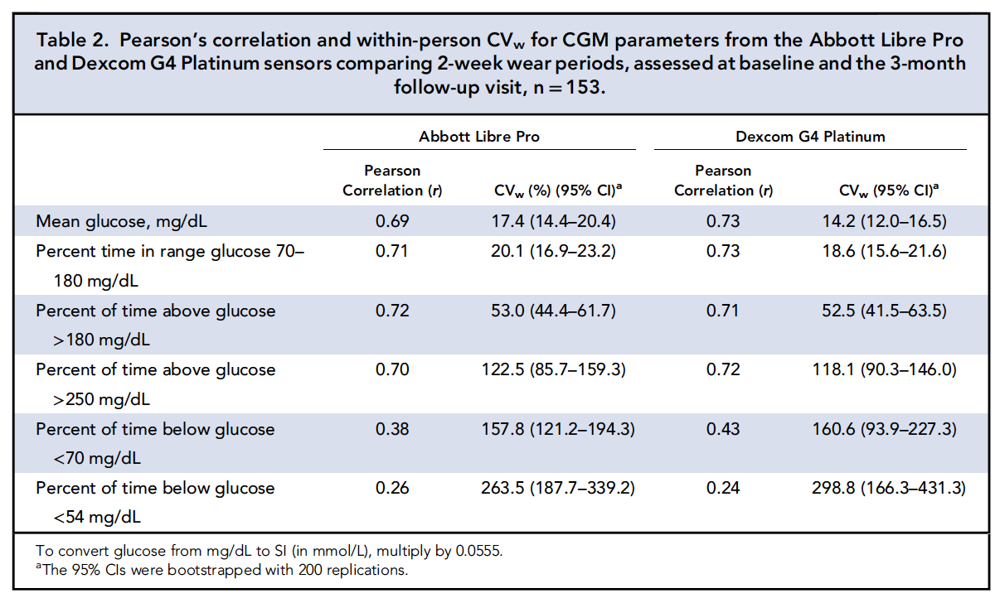 Table 2. Pearson’s correlation and within-person CVw for CGM parameters from the Abbott Libre Pro
and Dexcom G4 Platinum sensors comparing 2-week wear periods, assessed at baseline and the 3-month
follow-up visit, n = 153.
Abbott Libre Pro Dexcom G4 Platinum
Pearson Pearson
Correlation (r) CVw (%) (95% CI)a Correlation (r) CVw (95% CI)a
Mean glucose, mg/dL 0.69 17.4 (14.4–20.4) 0.73 14.2 (12.0–16.5)
Percent time in range glucose 70– 0.71 20.1 (16.9–23.2) 0.73 18.6 (15.6–21.6)
180 mg/dL
Percent of time above glucose 0.72 53.0 (44.4–61.7) 0.71 52.5 (41.5–63.5)
>180 mg/dL
Percent of time above glucose 0.70 122.5 (85.7–159.3) 0.72 118.1 (90.3–146.0)
>250 mg/dL
Percent of time below glucose 0.38 157.8 (121.2–194.3) 0.43 160.6 (93.9–227.3)
<70 mg/dL
Percent of time below glucose 0.26 263.5 (187.7–339.2) 0.24 298.8 (166.3–431.3)
<54 mg/dL
To convert glucose from mg/dL to SI (in mmol/L), multiply by 0.0555.
aThe 95% CIs were bootstrapped with 200 replications.